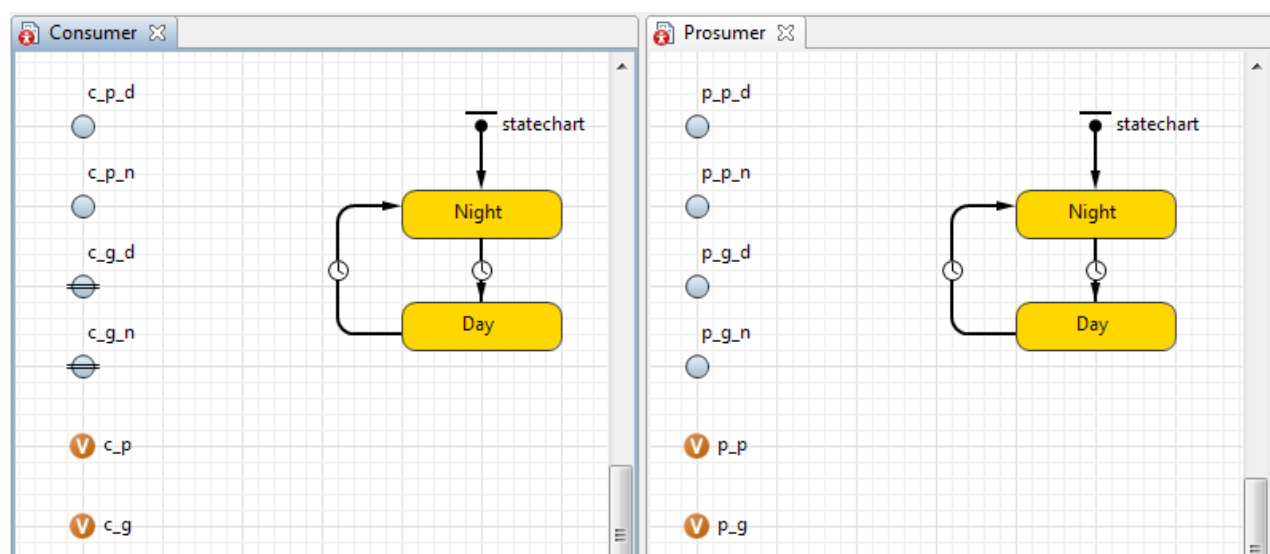 Consumer
c_p_d
statechart
c_p_n
Night
c_g_d
c_g_n
Day
c_p
c_g
Prosumer
p_p_d
statechart
p_p_n
Night
p_g_d
p_g_n
Day
p_p
p_g